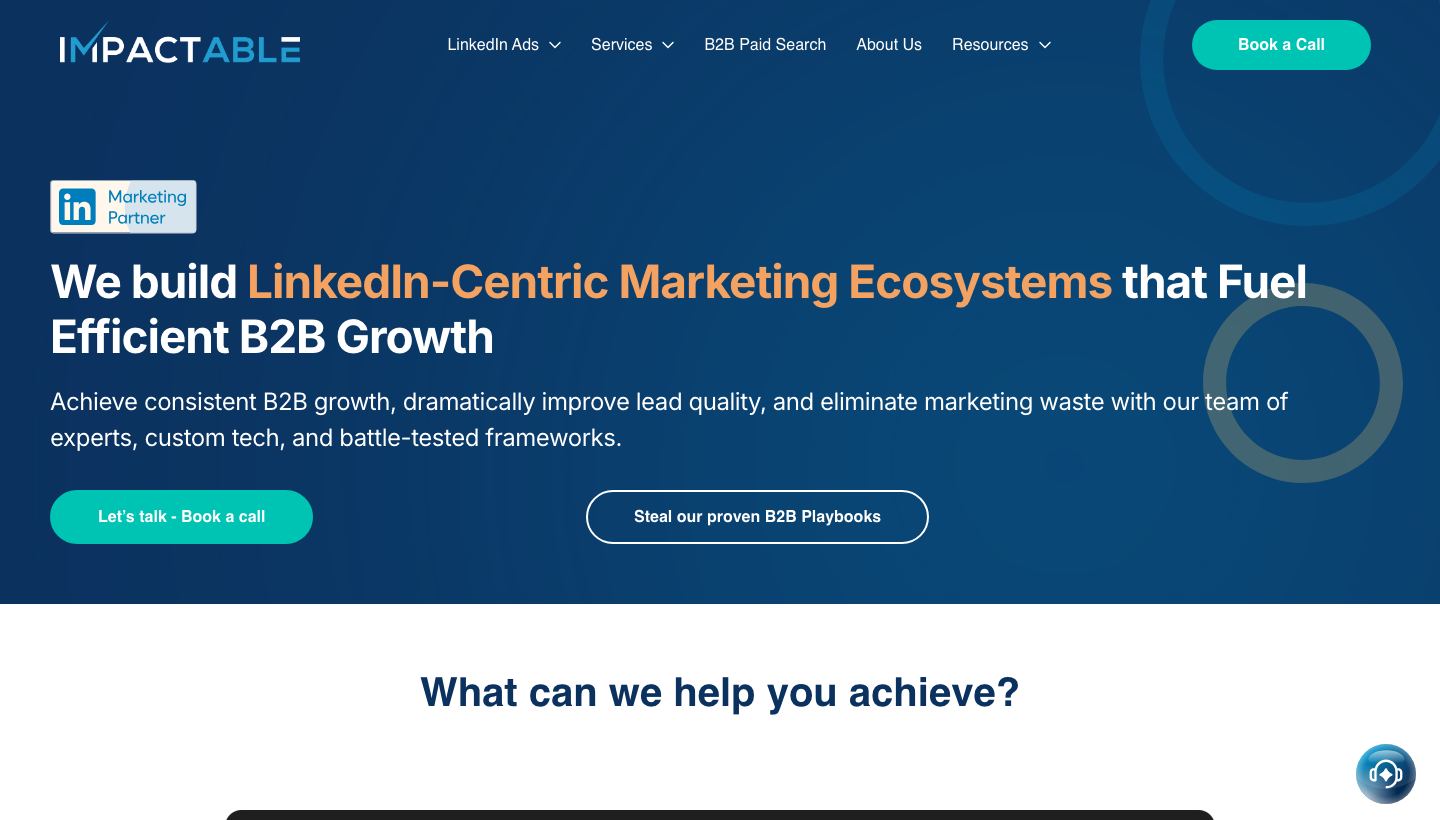 IMPACTABLE
LinkedIn Ads
Services
B2B Paid Search
About Us
Resources
Book a Call
in Marketing
Partner
We build LinkedIn-Centric Marketing Ecosystems that Fuel
Efficient B2B Growth
Achieve consistent B2B growth, dramatically improve lead quality, and eliminate marketing waste with our team of
experts, custom tech, and battle-tested frameworks.
Let's talk - Book a call
Steal our proven B2B Playbooks
What can we help you achieve?